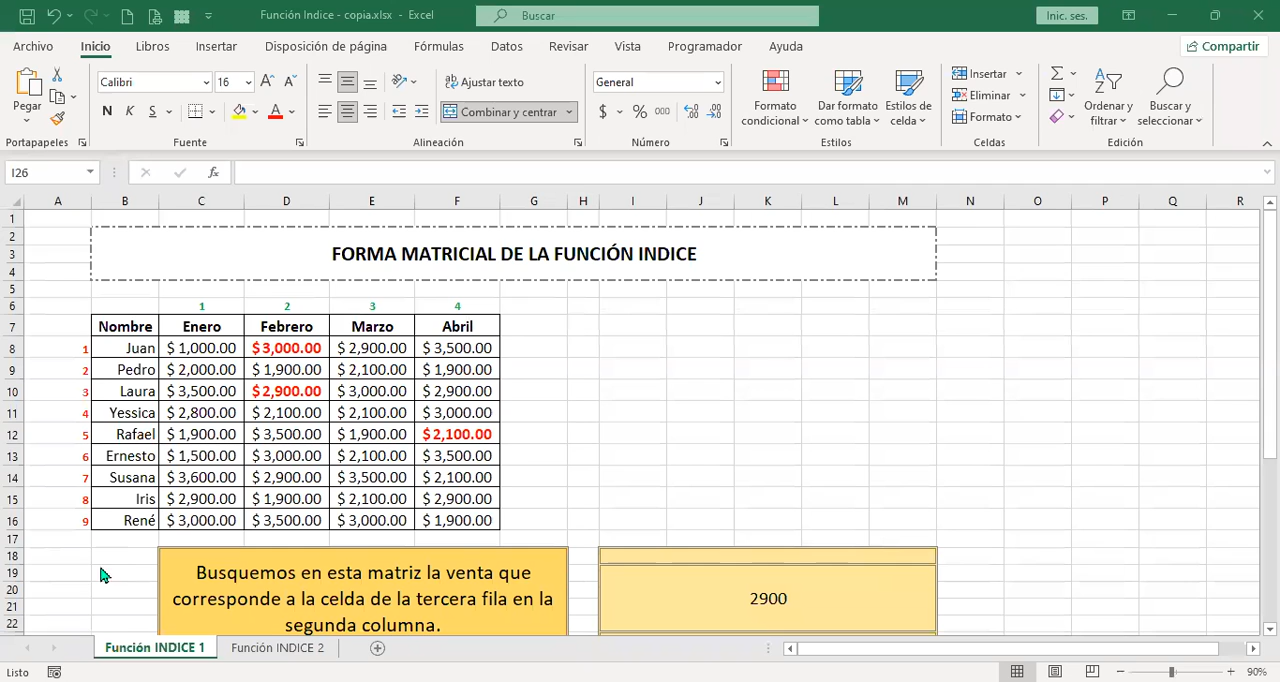 Función Indice - copia.xlsx - Excel
Buscar
Inic. ses.
Archivo Inicio Libros Insertar Disposición de página Fórmulas Datos Revisar Vista Programador Ayuda Compartir
Pegar
Calibri 16
N K S
Ajustar texto
Combinar y centrar
General
$ % 000
Formato condicional
Dar formato como tabla
Estilos de celda
Insertar
Eliminar
Formato
Ordenar y filtrar
Buscar y seleccionar
Portapapeles Fuente Alineación Número Estilos Celdas Edición
I26 fx
A B C D E F G H I J K L M N O P Q R
1
2
3 FORMA MATRICIAL DE LA FUNCIÓN INDICE
4
5
6 1 2 3 4
7 Nombre Enero Febrero Marzo Abril
8 1 Juan $ 1,000.00 $ 3,000.00 $ 2,900.00 $ 3,500.00
9 2 Pedro $ 2,000.00 $ 1,900.00 $ 2,100.00 $ 1,900.00
10 3 Laura $ 3,500.00 $ 2,900.00 $ 3,000.00 $ 2,900.00
11 4 Yessica $ 2,800.00 $ 2,100.00 $ 2,100.00 $ 3,000.00
12 5 Rafael $ 1,900.00 $ 3,500.00 $ 1,900.00 $ 2,100.00
13 6 Ernesto $ 1,500.00 $ 3,000.00 $ 2,100.00 $ 3,500.00
14 7 Susana $ 3,600.00 $ 2,900.00 $ 3,500.00 $ 2,100.00
15 8 Iris $ 2,900.00 $ 1,900.00 $ 2,100.00 $ 2,900.00
16 9 René $ 3,000.00 $ 3,500.00 $ 3,000.00 $ 1,900.00
17
18
19 Busquemos en esta matriz la venta que
20 corresponde a la celda de la tercera fila en la 2900
21
22 segunda columna.
Función INDICE 1 Función INDICE 2
Listo 90%